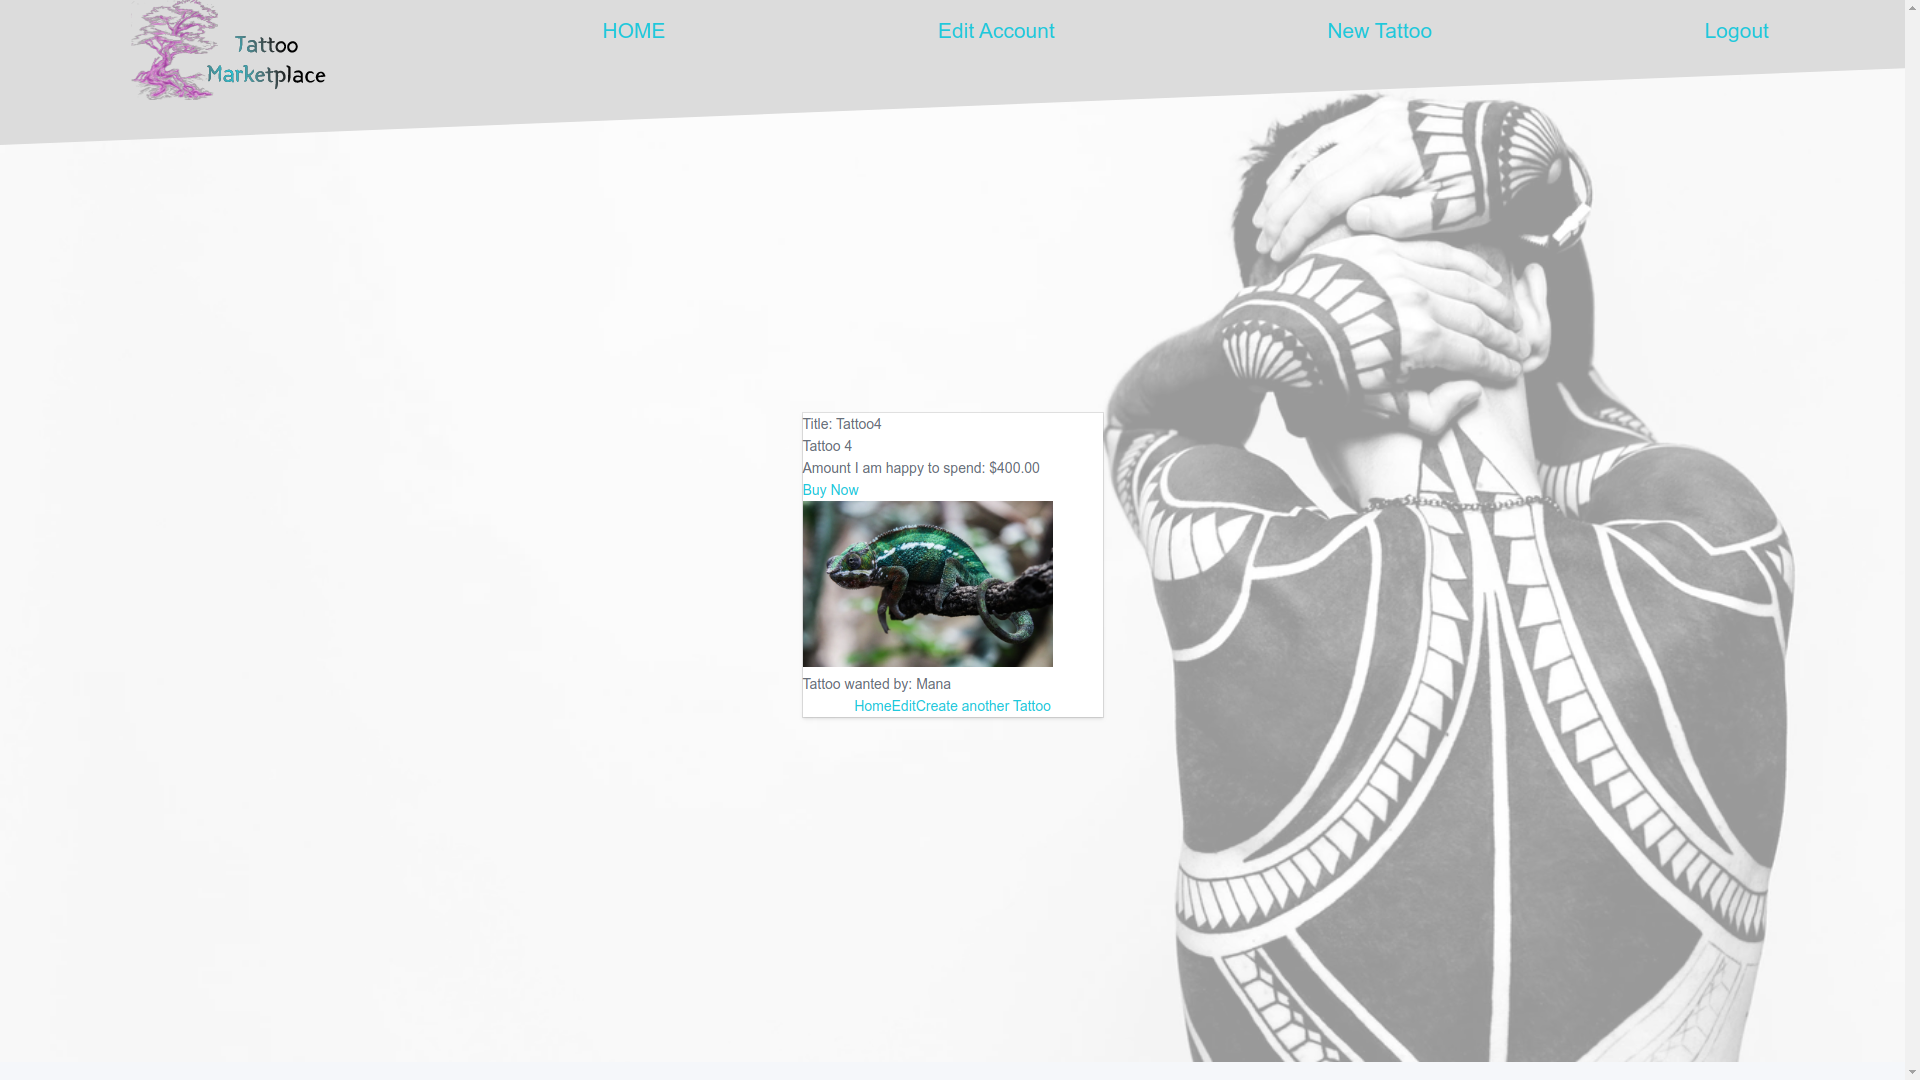 Tattoo
Marketplace
HOME
Edit Account
New Tattoo
Logout
Title: Tattoo4
Tattoo 4
Amount I am happy to spend: $400.00
Buy Now
Tattoo wanted by: Mana
HomeEditCreate another Tattoo